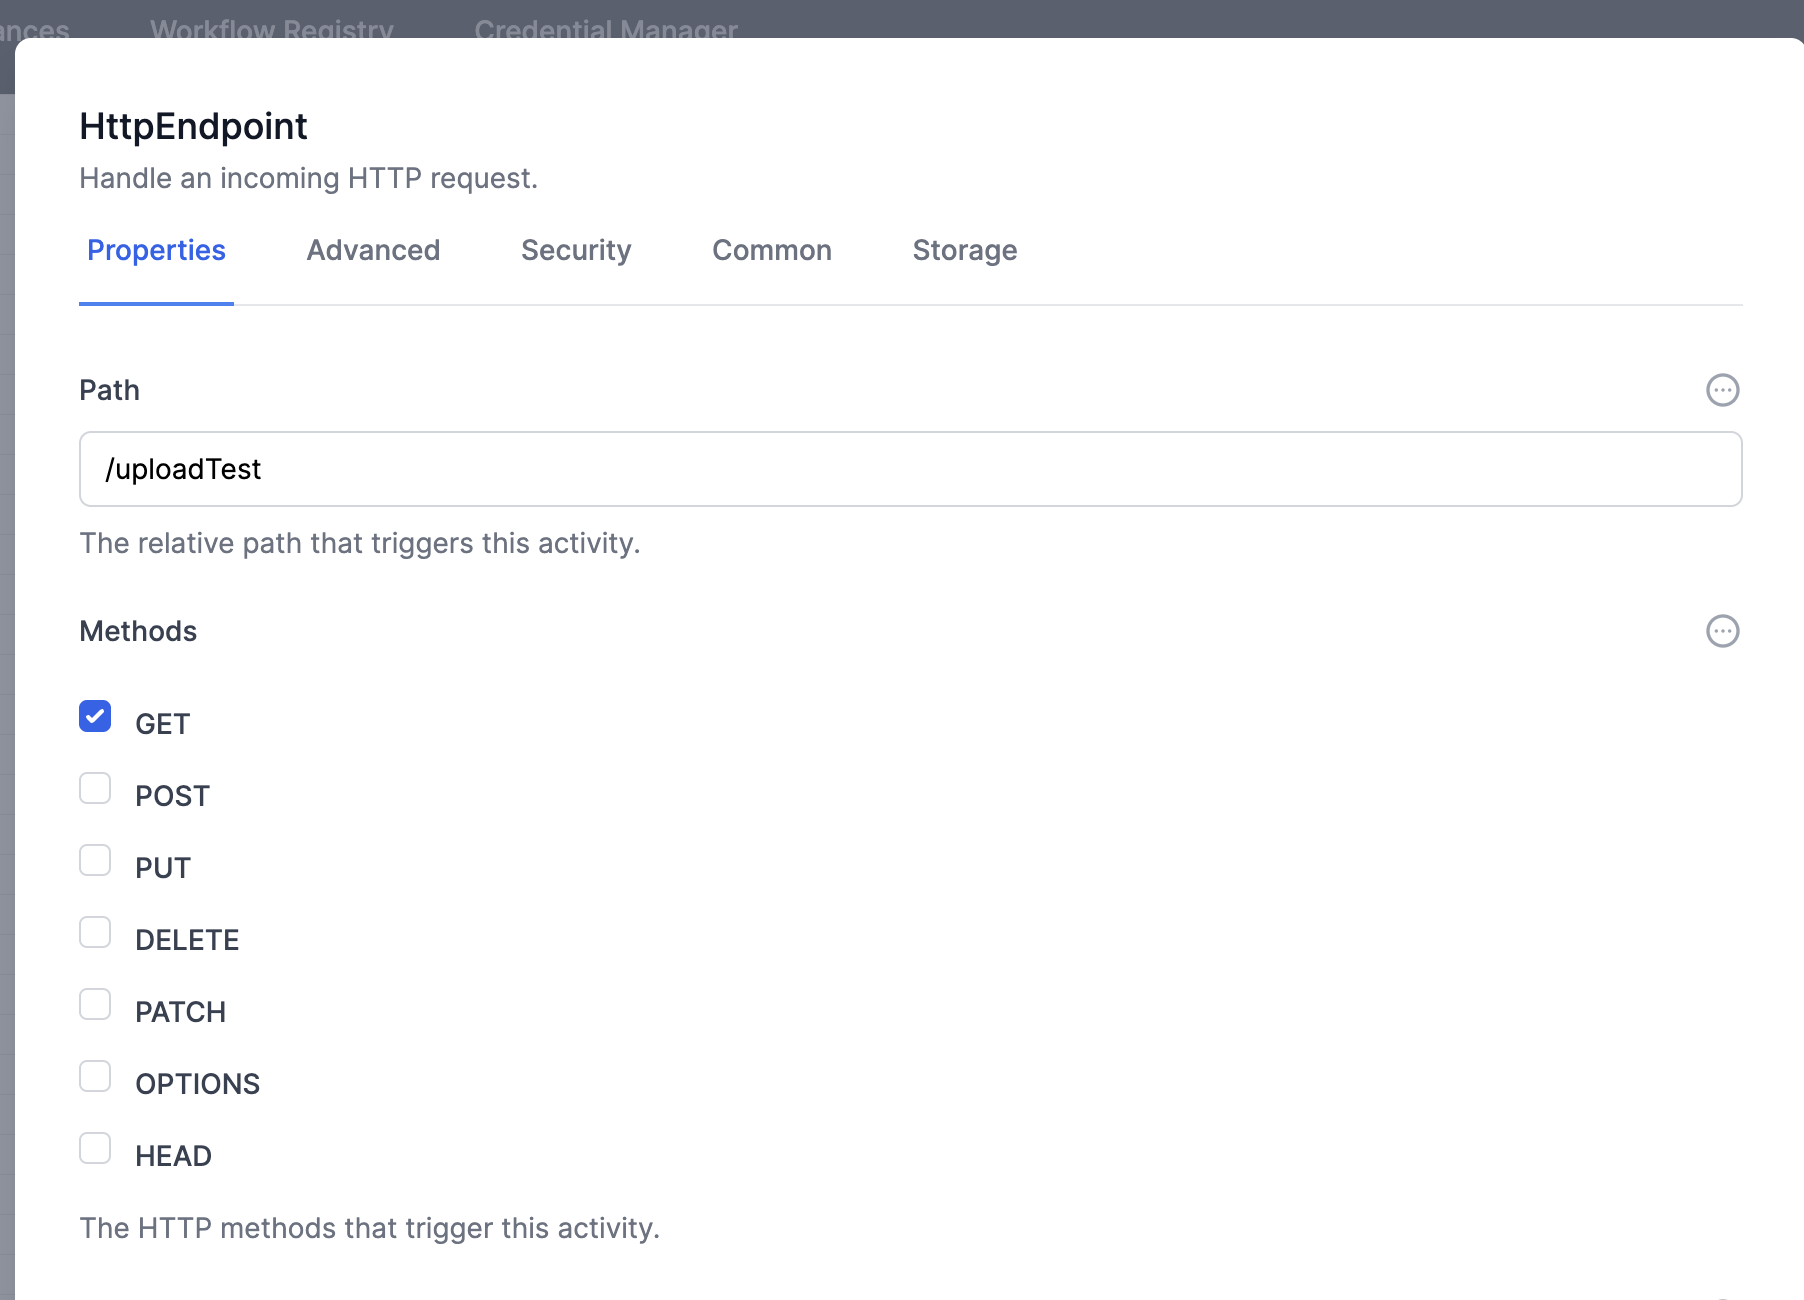 ances Workflow Registry Credential Manager
HttpEndpoint
Handle an incoming HTTP request.
Properties Advanced Security Common Storage
Path
/uploadTest
The relative path that triggers this activity.
Methods
GET
POST
PUT
DELETE
PATCH
OPTIONS
HEAD
The HTTP methods that trigger this activity.